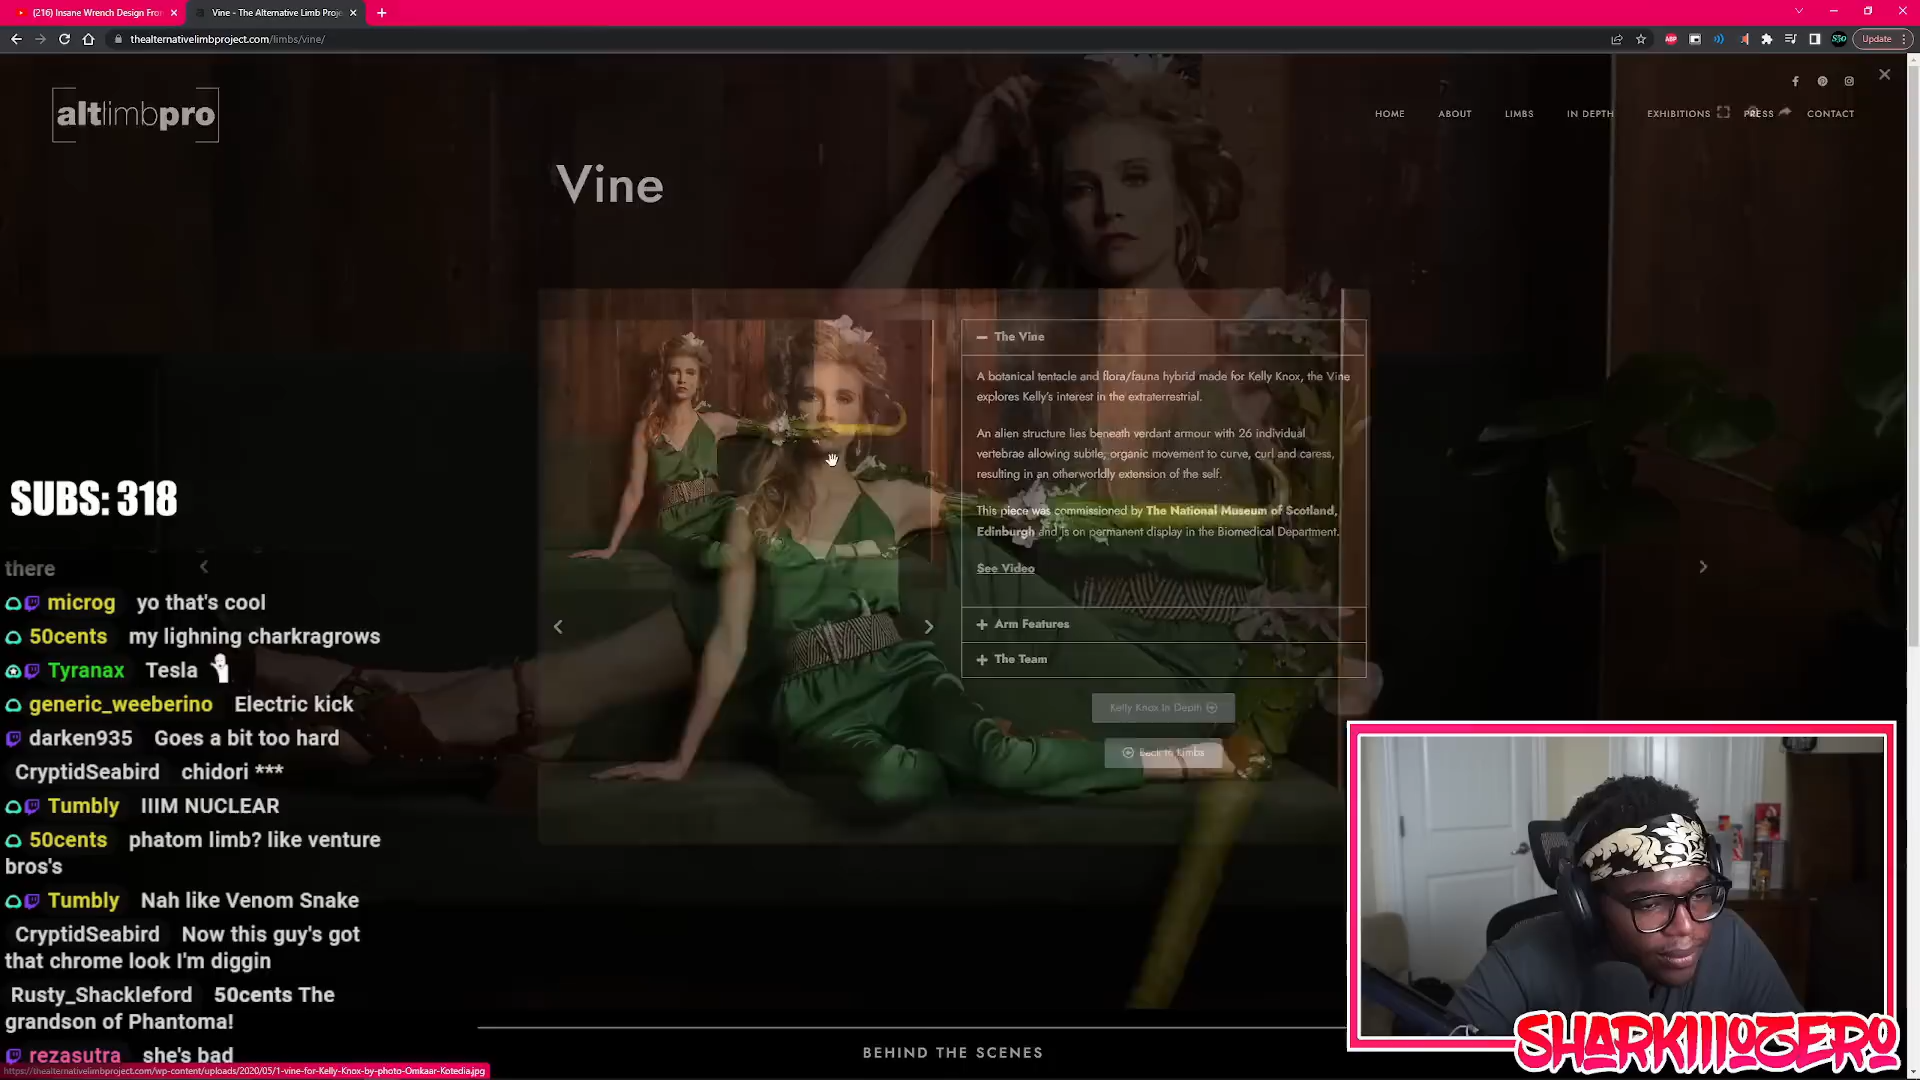 (216) Insane Wrench Design Fro
Vine - The Alternative Limb Proje
thealternativelimbproject.com/limbs/vine/
ABP
S30
Update
altlimbpro
HOME
ABOUT
LIMBS
IN DEPTH
EXHIBITIONS
PRESS
CONTACT
Vine
The Vine
A botanical tentacle and flora/fauna hybrid made for Kelly Knox, the Vine
explores Kelly's interest in the extraterrestrial.
An alien structure lies beneath verdant armour with 26 individual
vertebrae allowing subtle, organic movement to curve, curl and caress,
resulting in an otherworldly extension of the self.
This piece was commissioned by The National Museum of Scotland,
Edinburgh and is on permanent display in the Biomedical Department.
See Video
Arm Features
The Team
Kelly Knox In Depth
Back to Limbs
BEHIND THE SCENES
SUBS: 318
there
microg yo that's cool
50cents my lighning charkragrows
Tyranax Tesla
generic_weeberino Electric kick
darken935 Goes a bit too hard
CryptidSeabird chidori ***
Tumbly IIIM NUCLEAR
50cents phatom limb? like venture
bros's
Tumbly Nah like Venom Snake
CryptidSeabird Now this guy's got
that chrome look I'm diggin
Rusty_Shackleford 50cents The
grandson of Phantoma!
rezasutra she's bad
https://thealternativelimbproject.com/wp-content/uploads/2020/05/1-vine-for-Kelly-Knox-by-photo-Omkaar-Kotedia.jpg
SHARKIIIOZERO